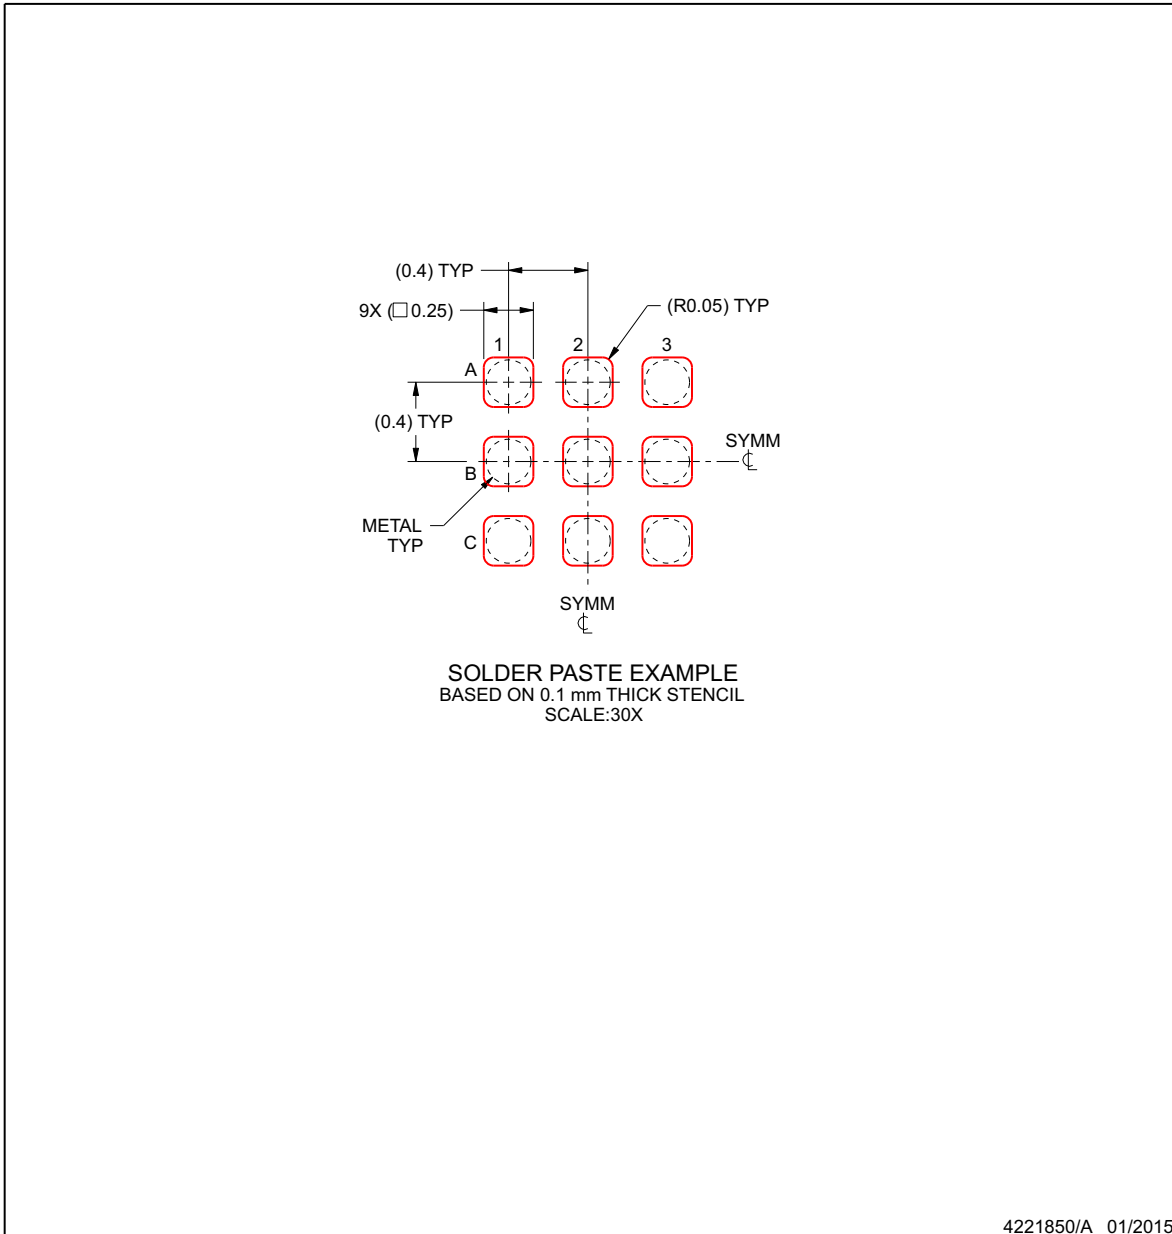 (0.4) TYP
9X (□ 0.25)
(R0.05) TYP
1
2
3
A
(0.4) TYP
SYMM
℄
B
METAL
TYP
C
SYMM
℄
SOLDER PASTE EXAMPLE
BASED ON 0.1 mm THICK STENCIL
SCALE:30X
4221850/A 01/2015